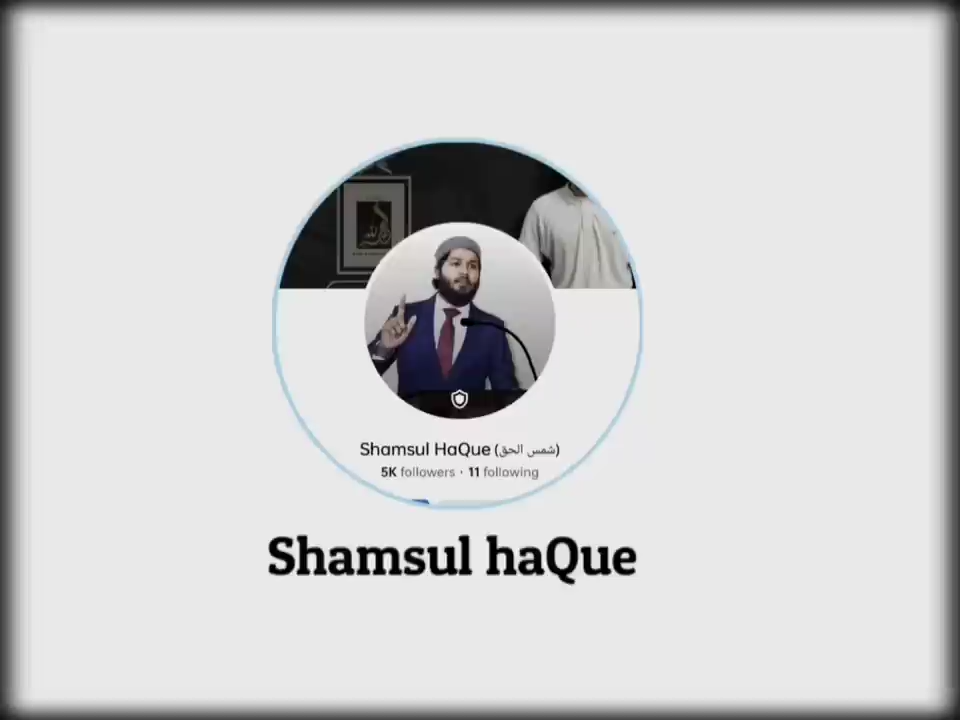 Shamsul HaQue (شمس الحق)
5K followers · 11 following
Shamsul haQue